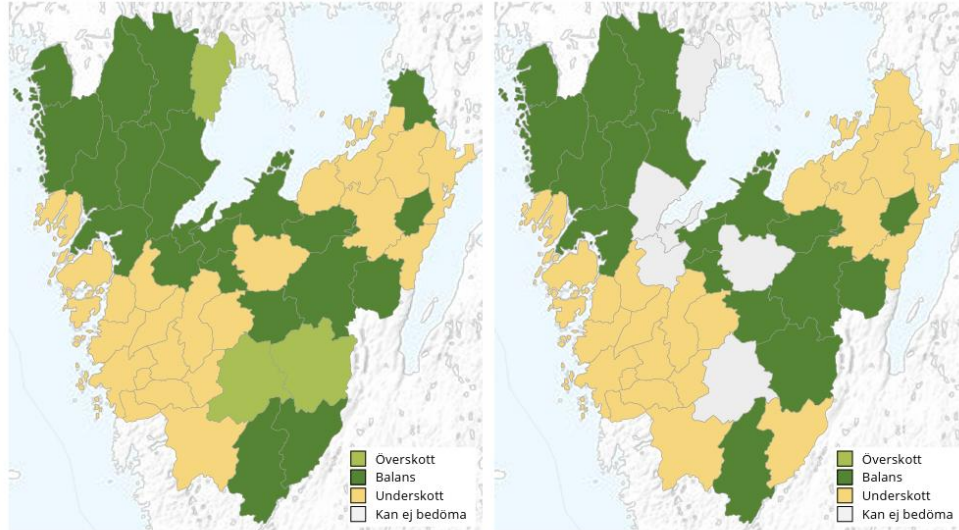 Överskott
Balans
Underskott
Kan ej bedöma
Överskott
Balans
Underskott
Kan ej bedöma